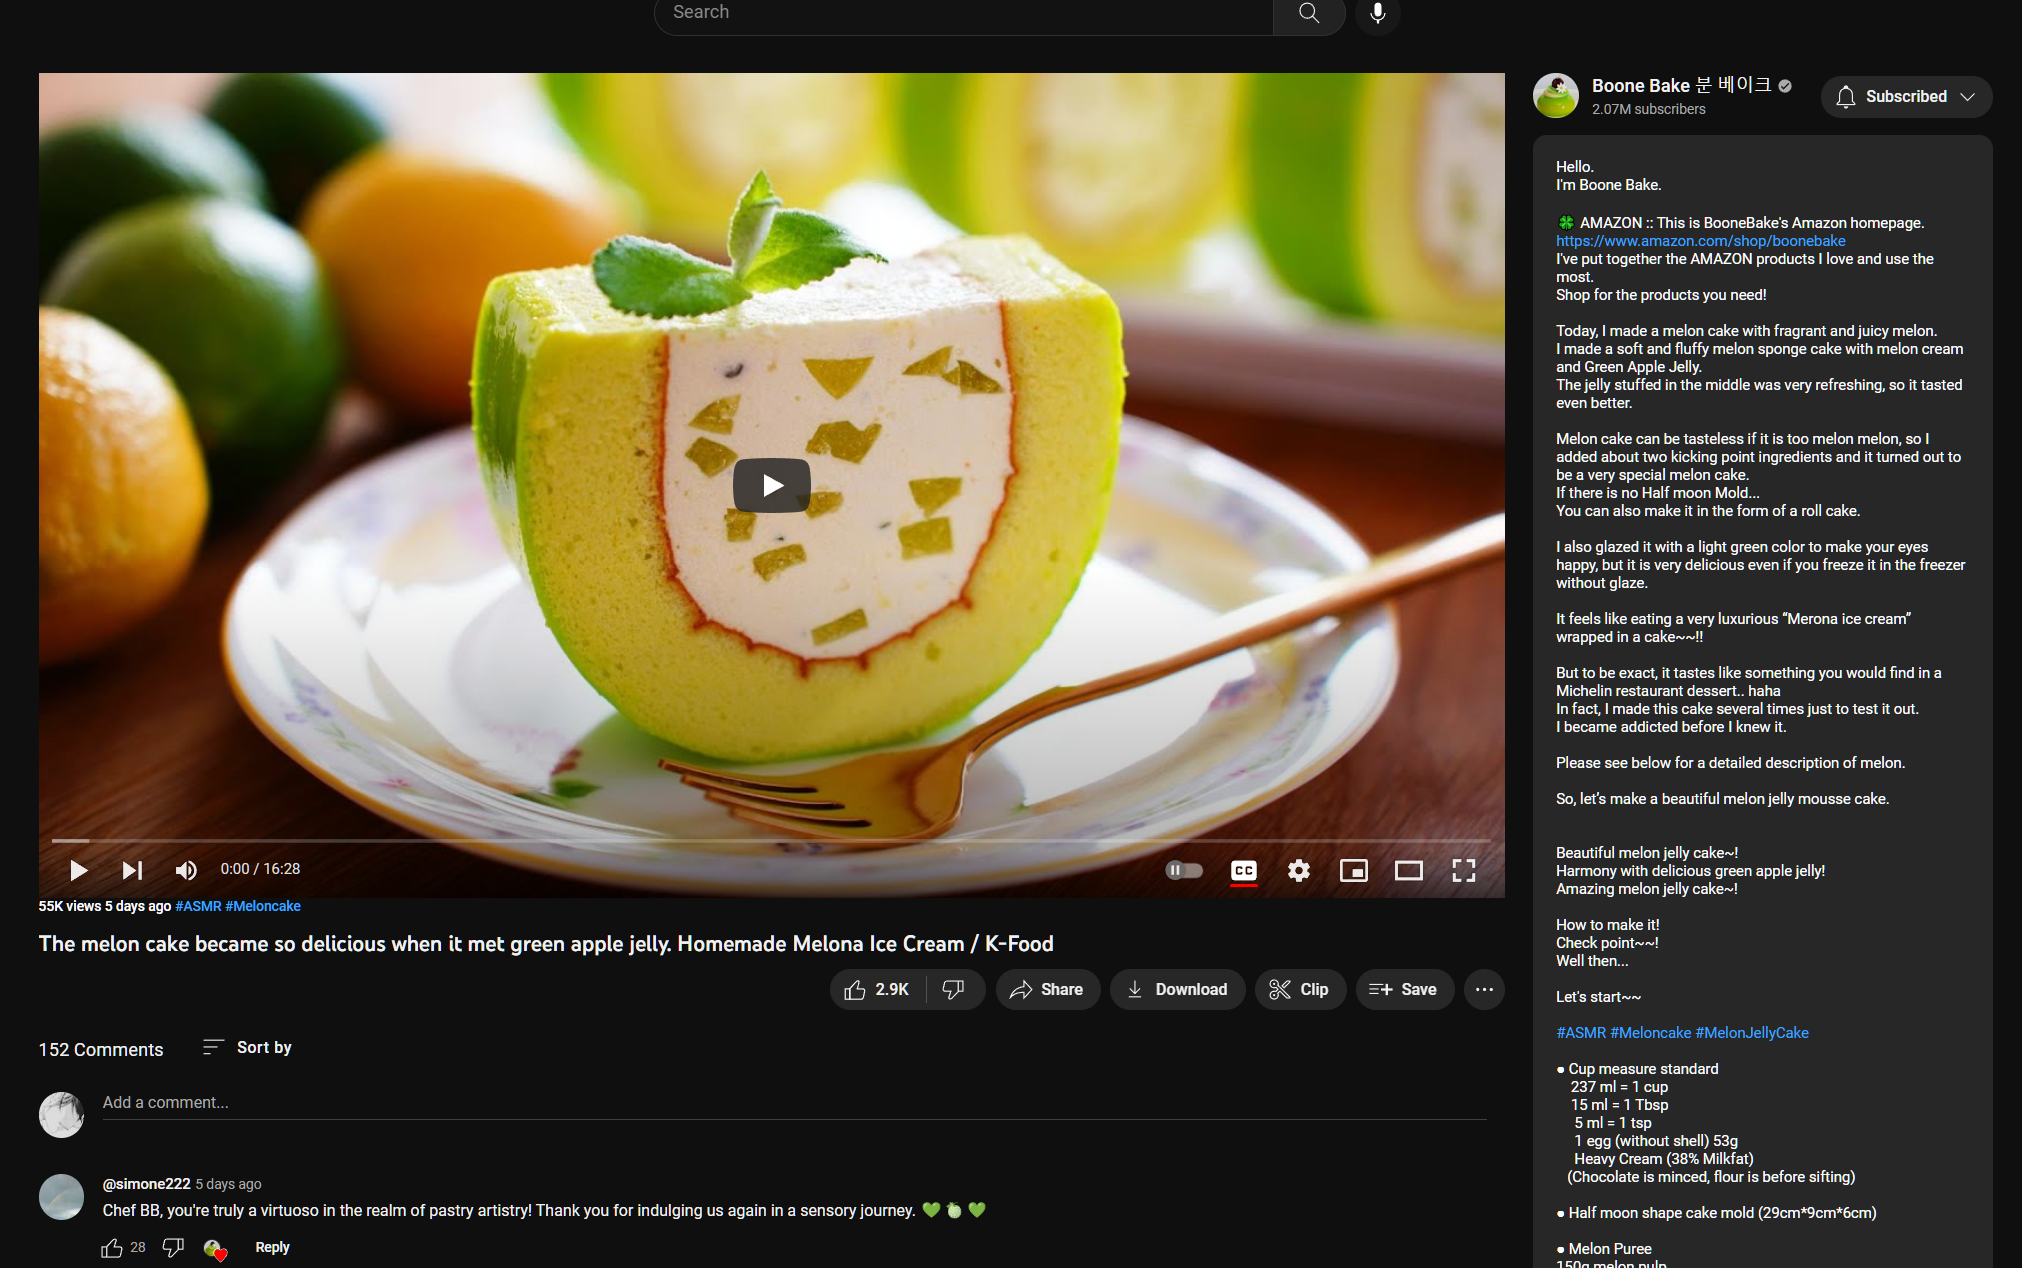 Search
0:00 / 16:28
CC
55K views 5 days ago #ASMR #Meloncake
The melon cake became so delicious when it met green apple jelly. Homemade Melona Ice Cream / K-Food
2.9K
Share
Download
Clip
Save
152 Comments
Sort by
Add a comment...
@simone222 5 days ago
Chef BB, you're truly a virtuoso in the realm of pastry artistry! Thank you for indulging us again in a sensory journey. 💚🍈💚
28
Reply
Boone Bake 분 베이크
2.07M subscribers
Subscribed
Hello.
I'm Boone Bake.
🍀 AMAZON :: This is BooneBake's Amazon homepage.
https://www.amazon.com/shop/boonebake
I've put together the AMAZON products I love and use the
most.
Shop for the products you need!
Today, I made a melon cake with fragrant and juicy melon.
I made a soft and fluffy melon sponge cake with melon cream
and Green Apple Jelly.
The jelly stuffed in the middle was very refreshing, so it tasted
even better.
Melon cake can be tasteless if it is too melon melon, so I
added about two kicking point ingredients and it turned out to
be a very special melon cake.
If there is no Half moon Mold...
You can also make it in the form of a roll cake.
I also glazed it with a light green color to make your eyes
happy, but it is very delicious even if you freeze it in the freezer
without glaze.
It feels like eating a very luxurious “Merona ice cream”
wrapped in a cake~~!!
But to be exact, it tastes like something you would find in a
Michelin restaurant dessert.. haha
In fact, I made this cake several times just to test it out.
I became addicted before I knew it.
Please see below for a detailed description of melon.
So, let’s make a beautiful melon jelly mousse cake.
Beautiful melon jelly cake~!
Harmony with delicious green apple jelly!
Amazing melon jelly cake~!
How to make it!
Check point~~!
Well then...
Let's start~~
#ASMR #Meloncake #MelonJellyCake
● Cup measure standard
237 ml = 1 cup
15 ml = 1 Tbsp
5 ml = 1 tsp
1 egg (without shell) 53g
Heavy Cream (38% Milkfat)
(Chocolate is minced, flour is before sifting)
● Half moon shape cake mold (29cm*9cm*6cm)
● Melon Puree
150g melon pulp